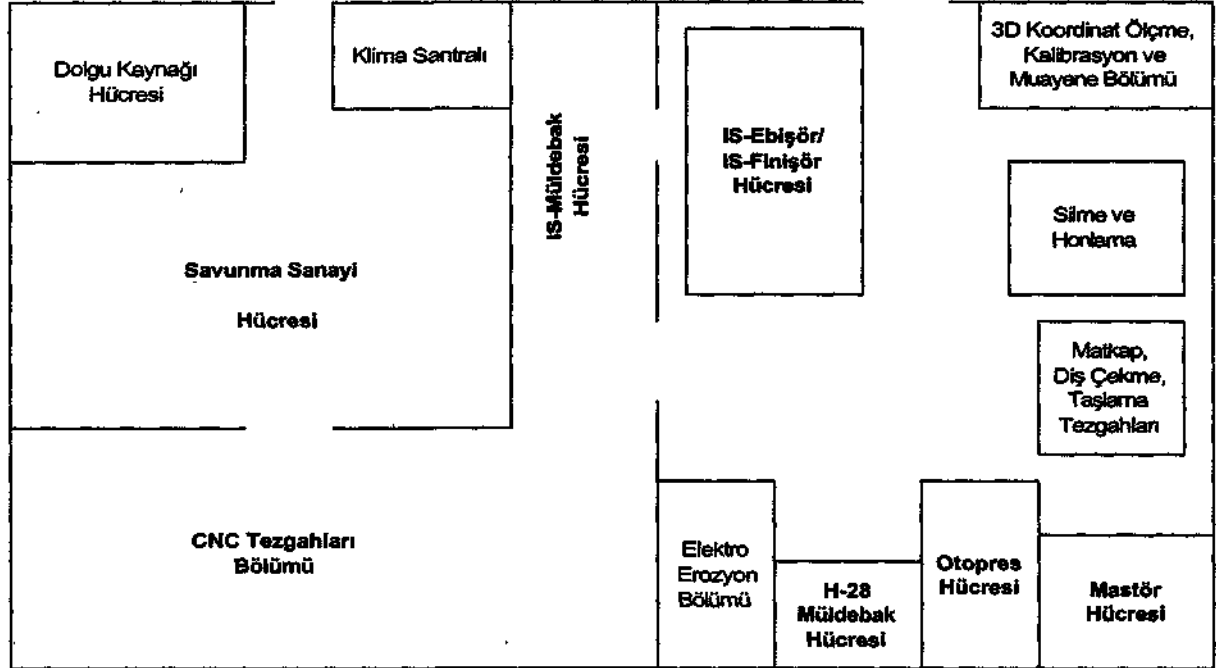 Dolgu Kaynağı
Hücresi
Klima Santralı
IS-Müldebak
Hücresi
IS-Ebişör/
IS-Finişör
Hücresi
3D Koordinat Ölçme,
Kalibrasyon ve
Muayene Bölümü
Silme ve
Honlama
Savunma Sanayi
Hücresi
Matkap,
Diş Çekme,
Taşlama
Tezgahları
CNC Tezgahları
Bölümü
Elektro
Erozyon
Bölümü
H-28
Müldebak
Hücresi
Otopres
Hücresi
Mastör
Hücresi